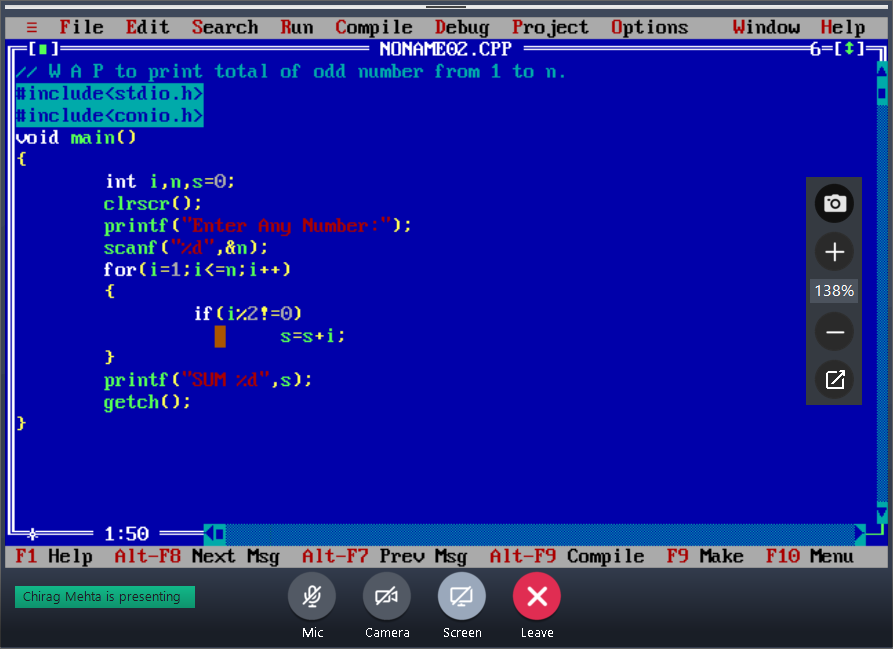 ≡ File Edit Search Run Compile Debug Project Options Window Help
[■] NONAME02.CPP 6=[↕]
// W A P to print total of odd number from 1 to n.
#include<stdio.h>
#include<conio.h>
void main()
{
int i,n,s=0;
clrscr();
printf("Enter Any Number:");
scanf("%d",&n);
for(i=1;i<=n;i++)
{
if(i%2!=0)
s=s+i;
}
printf("SUM %d",s);
getch();
}
138%
1:50
F1 Help Alt-F8 Next Msg Alt-F7 Prev Msg Alt-F9 Compile F9 Make F10 Menu
Chirag Mehta is presenting
Mic Camera Screen Leave